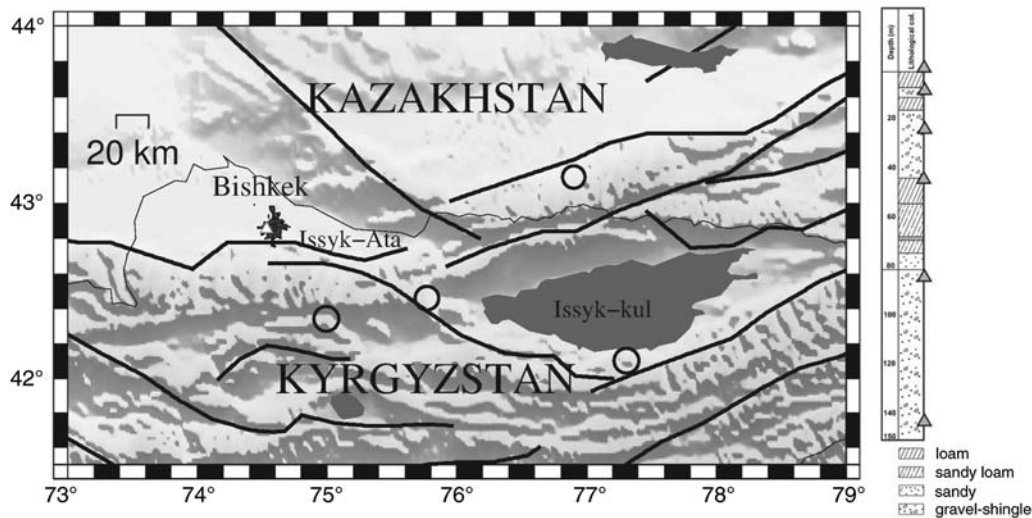 44°
43°
42°
KAZAKHSTAN
20 km
Bishkek
Issyk-Ata
Issyk-kul
KYRGYZSTAN
73°
74°
75°
76°
77°
78°
79°
Depth (m)
Lithological col.
20
40
60
80
100
120
140
150
loam
sandy loam
sandy
gravel-shingle